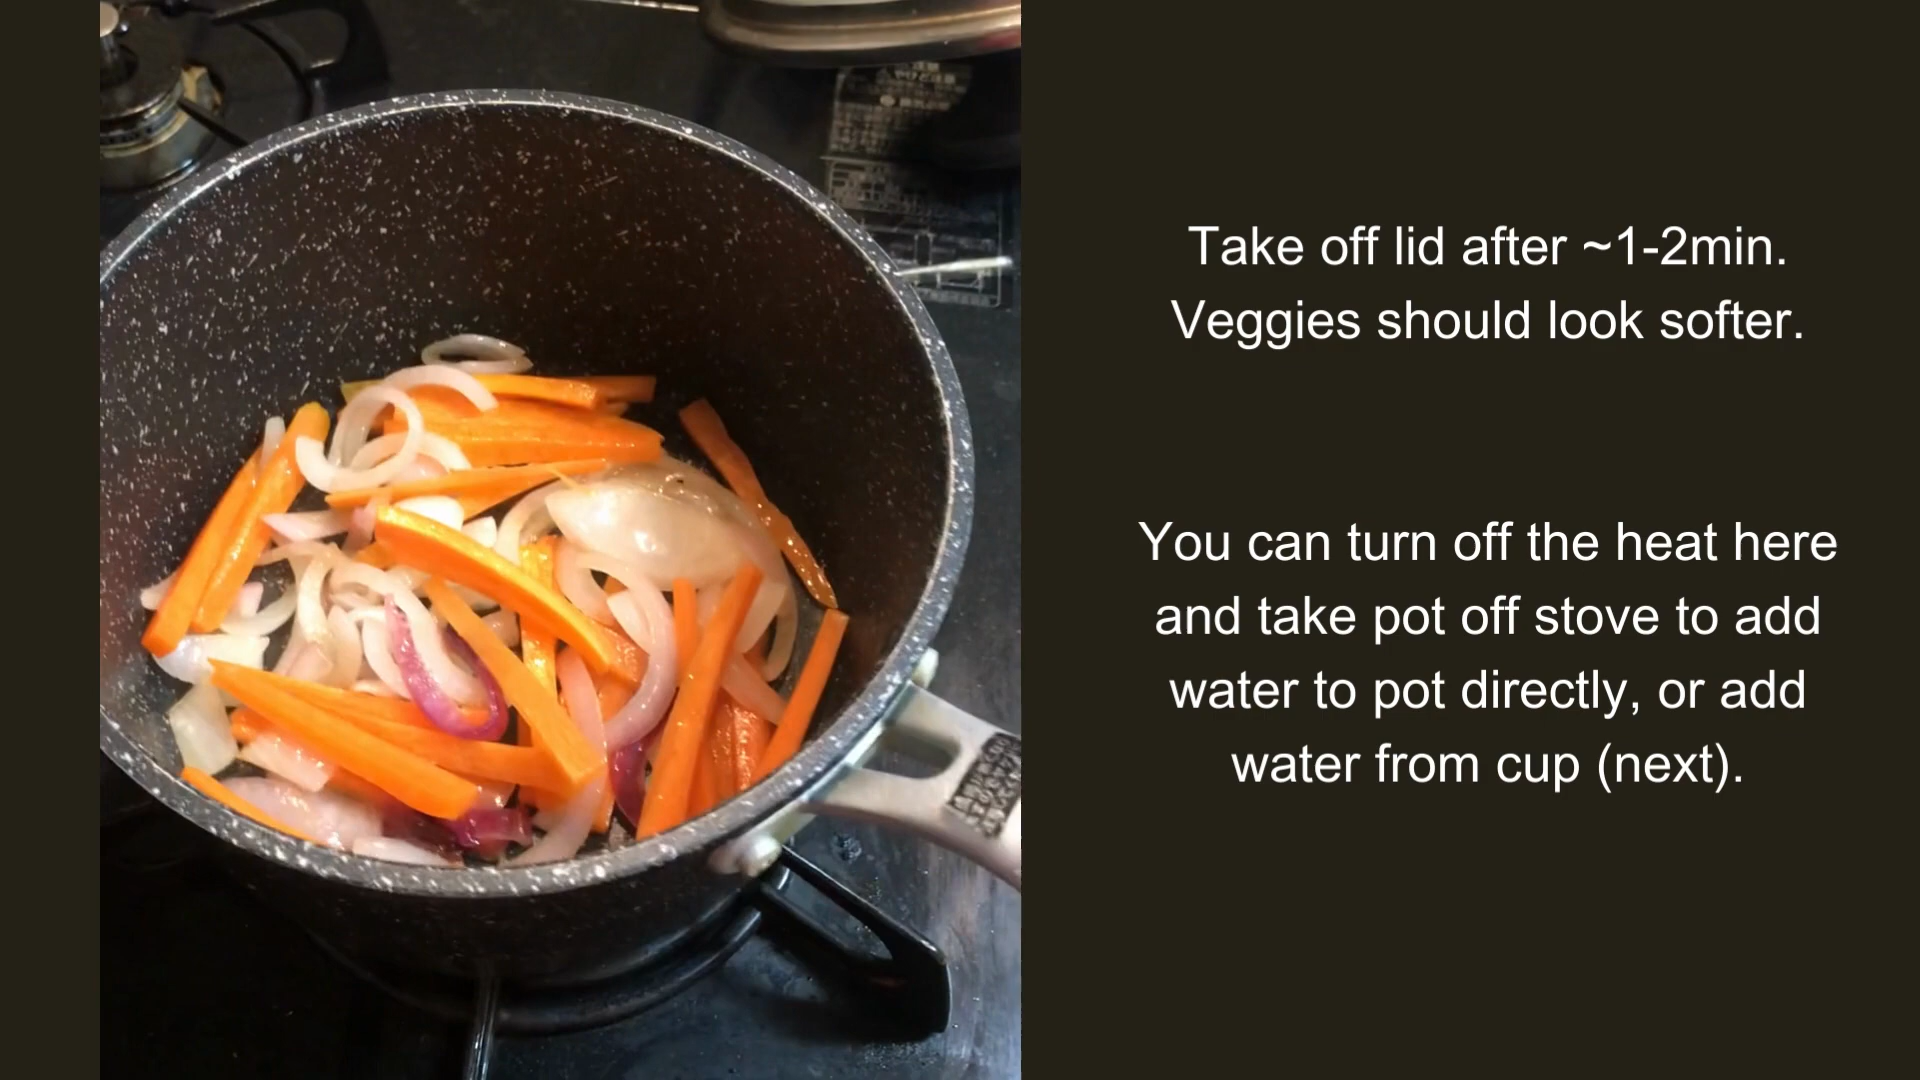 Take off lid after ~1-2min.
Veggies should look softer.
You can turn off the heat here
and take pot off stove to add
water to pot directly, or add
water from cup (next).